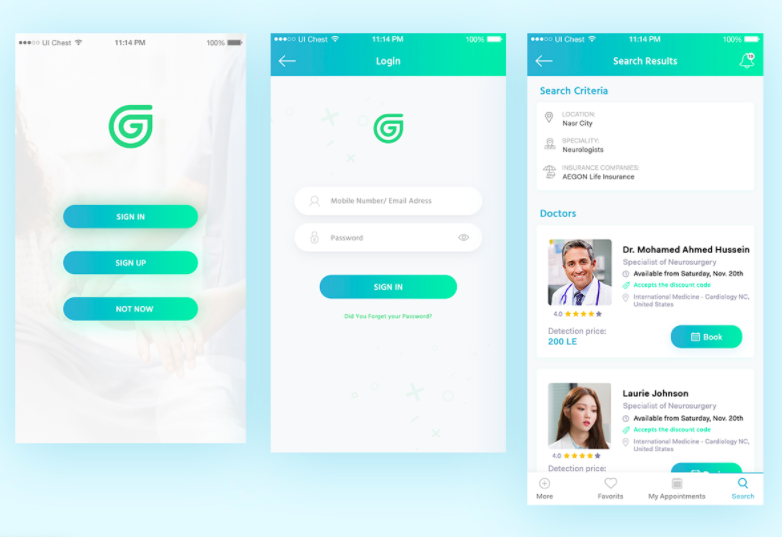 ●●●○○ UI Chest 11:14 PM 100%
SIGN IN
SIGN UP
NOT NOW
●●●○○ UI Chest 11:14 PM 100%
Login
Mobile Number/ Email Adress
Password
SIGN IN
Did You Forget your Password?
●●●○○ UI Chest 11:14 PM 100%
Search Results
Search Criteria
LOCATION:
Nasr City
SPECIALITY:
Neurologists
INSURANCE COMPANIES:
AEGON Life Insurance
Doctors
Dr. Mohamed Ahmed Hussein
Specialist of Neurosurgery
Available from Saturday, Nov. 20th
Accepts the discount code
International Medicine - Cardiology NC,
United States
4.0
Detection price:
200 LE
Book
Laurie Johnson
Specialist of Neurosurgery
Available from Saturday, Nov. 20th
Accepts the discount code
International Medicine - Cardiology NC,
United States
4.0
Detection price:
More
Favorits
My Appointments
Search